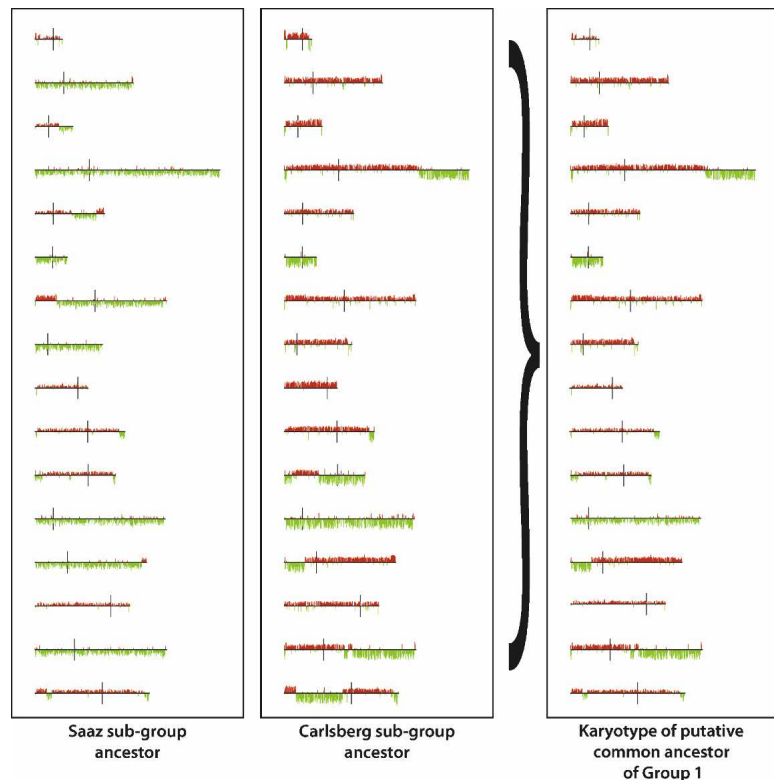 Saaz sub-group
ancestor
Carlsberg sub-group
ancestor
Karyotype of putative
common ancestor
of Group 1